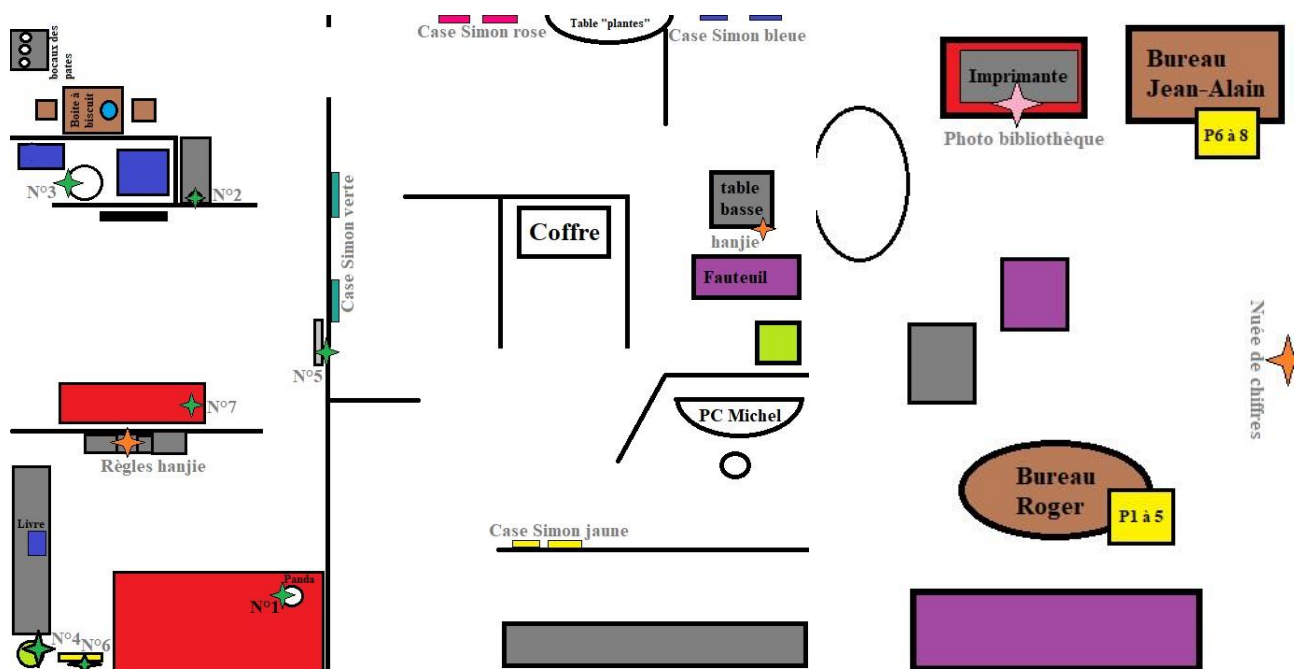 bocaux des
pates
Boite à
biscuit
N°3
N°2
Case Simon verte
N°5
N°7
Règles hanjie
Livre
Panda
N°1
N°4
N°6
Case Simon rose
Table "plantes"
Case Simon bleue
Coffre
table
basse
hanjie
Fauteuil
PC Michel
Case Simon jaune
Imprimante
Photo bibliothèque
Bureau
Jean-Alain
P6 à 8
Nuée de chiffres
Bureau
Roger
P1 à 5